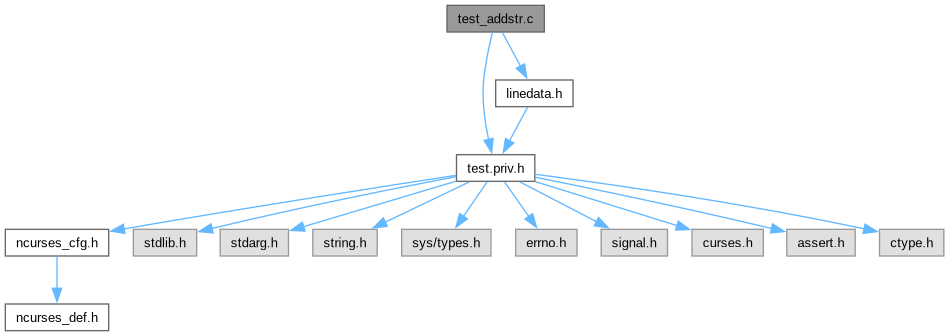 test_addstr.c
linedata.h
test.priv.h
ncurses_cfg.h
stdlib.h
stdarg.h
string.h
sys/types.h
errno.h
signal.h
curses.h
assert.h
ctype.h
ncurses_def.h